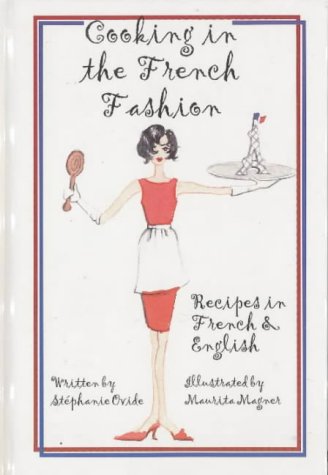 Cooking in
the French
Fashion
Recipes in
French &
English
Written by
Stéphanie Ovide
Illustrated by
Maurita Magner